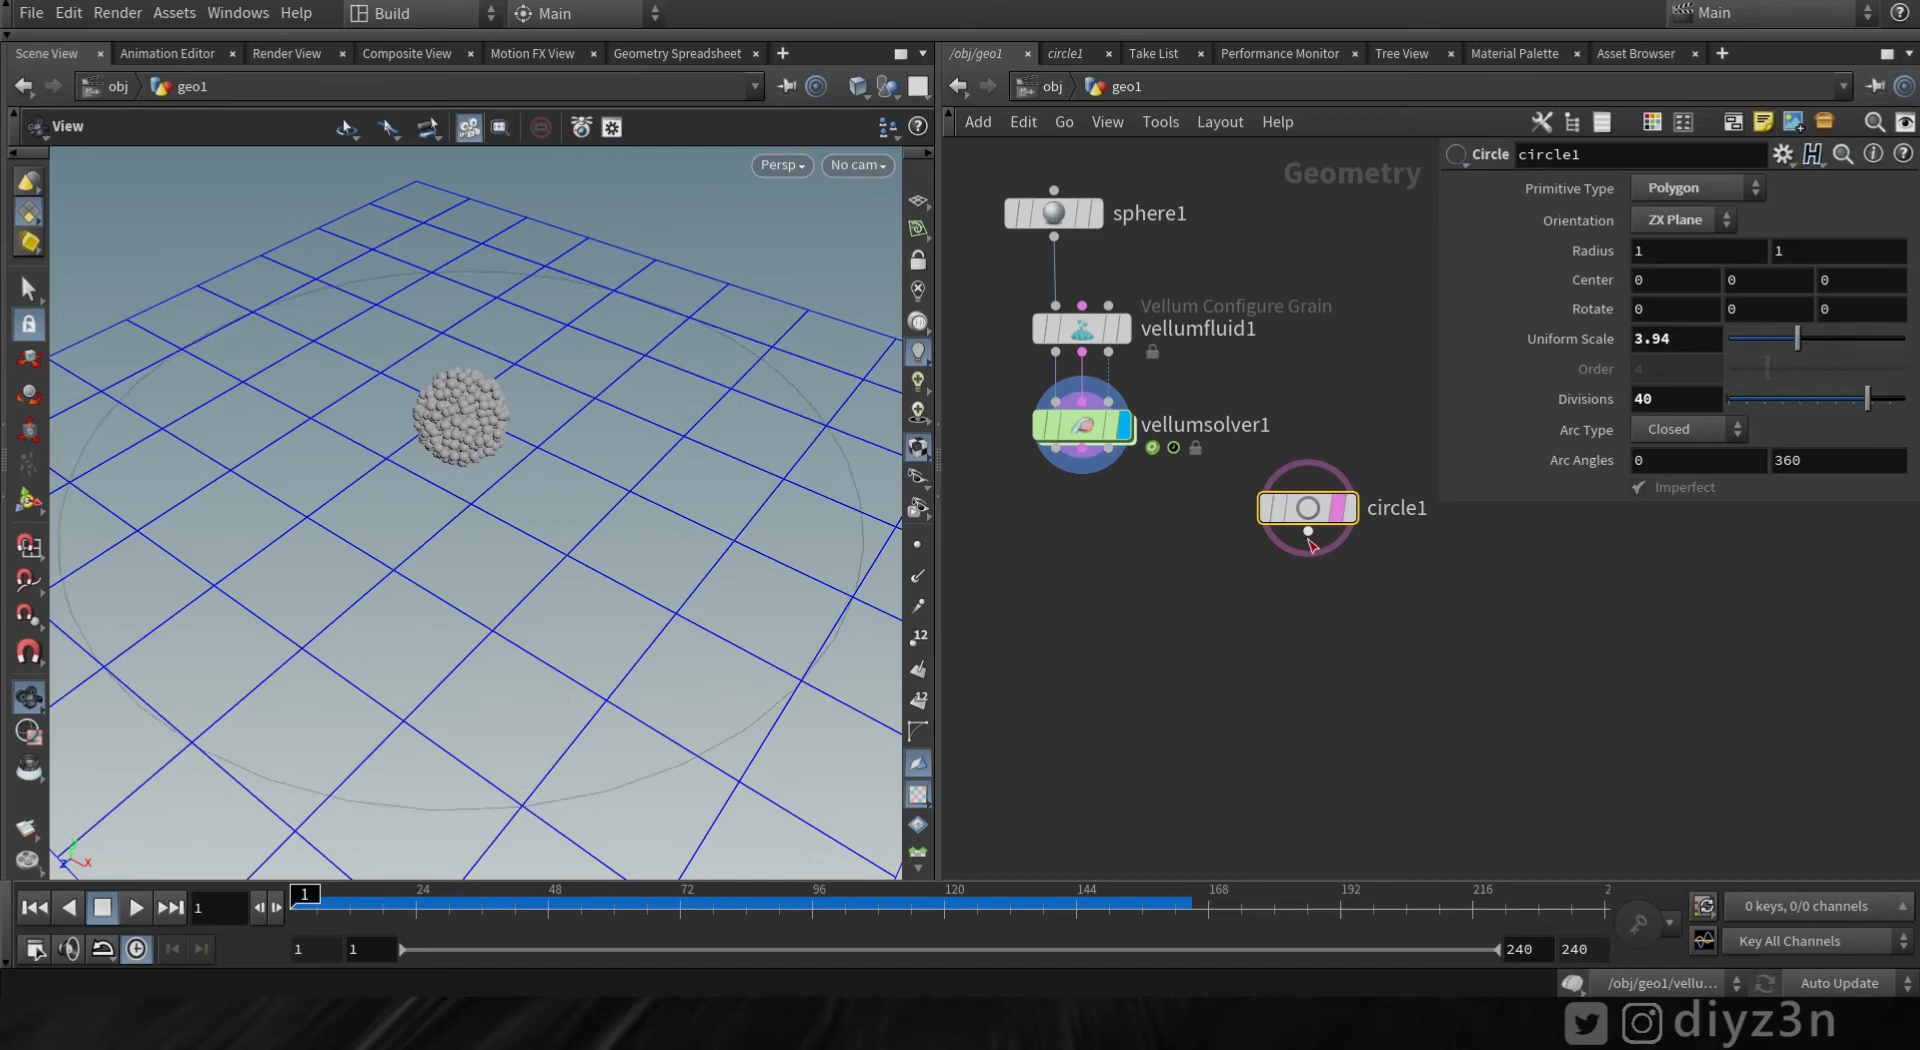 File Edit Render Assets Windows Help Build Main Main
Scene View Animation Editor Render View Composite View Motion FX View Geometry Spreadsheet
/obj/geo1 circle1 Take List Performance Monitor Tree View Material Palette Asset Browser
obj geo1
obj geo1
View
Add Edit Go View Tools Layout Help
Persp No cam
Geometry
Circle circle1
Primitive Type Polygon
Orientation ZX Plane
Radius 1 1
Center 0 0 0
Rotate 0 0 0
Uniform Scale 3.94
Order 4
Divisions 40
Arc Type Closed
Arc Angles 0 360
Imperfect
sphere1
Vellum Configure Grain
vellumfluid1
vellumsolver1
circle1
12
12
y
z x
1 24 48 72 96 120 144 168 192 216 2
1
0 keys, 0/0 channels
1 1 240 240
Key All Channels
/obj/geo1/vellu... Auto Update
diyz3n